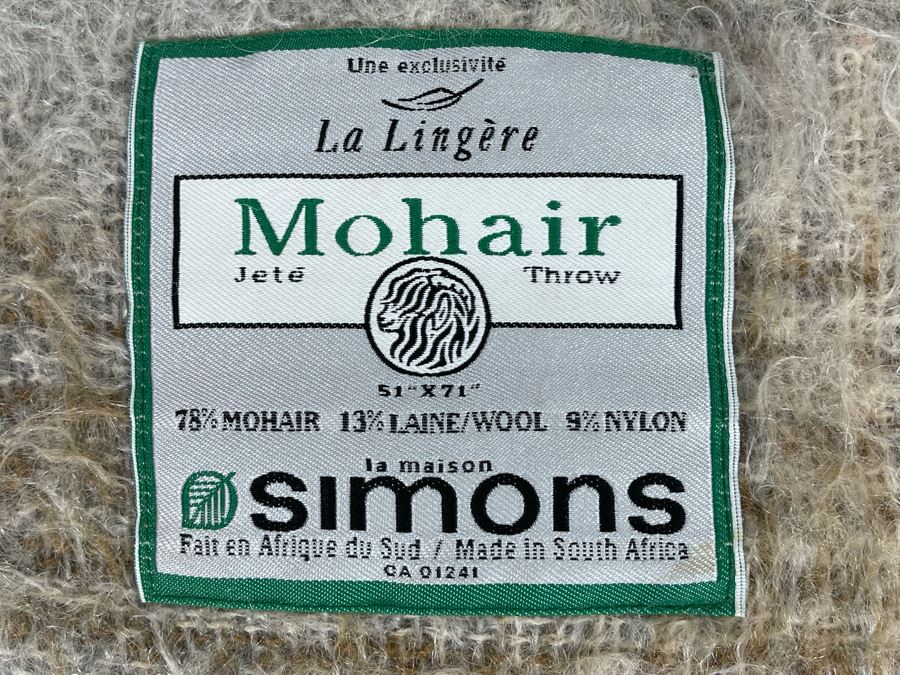 Une exclusivité
La Lingère
Mohair
Jeté Throw
51" X 71"
78% MOHAIR 13% LAINE/WOOL 9% NYLON
la maison
simons
Fait en Afrique du Sud / Made in South Africa
CA 01241